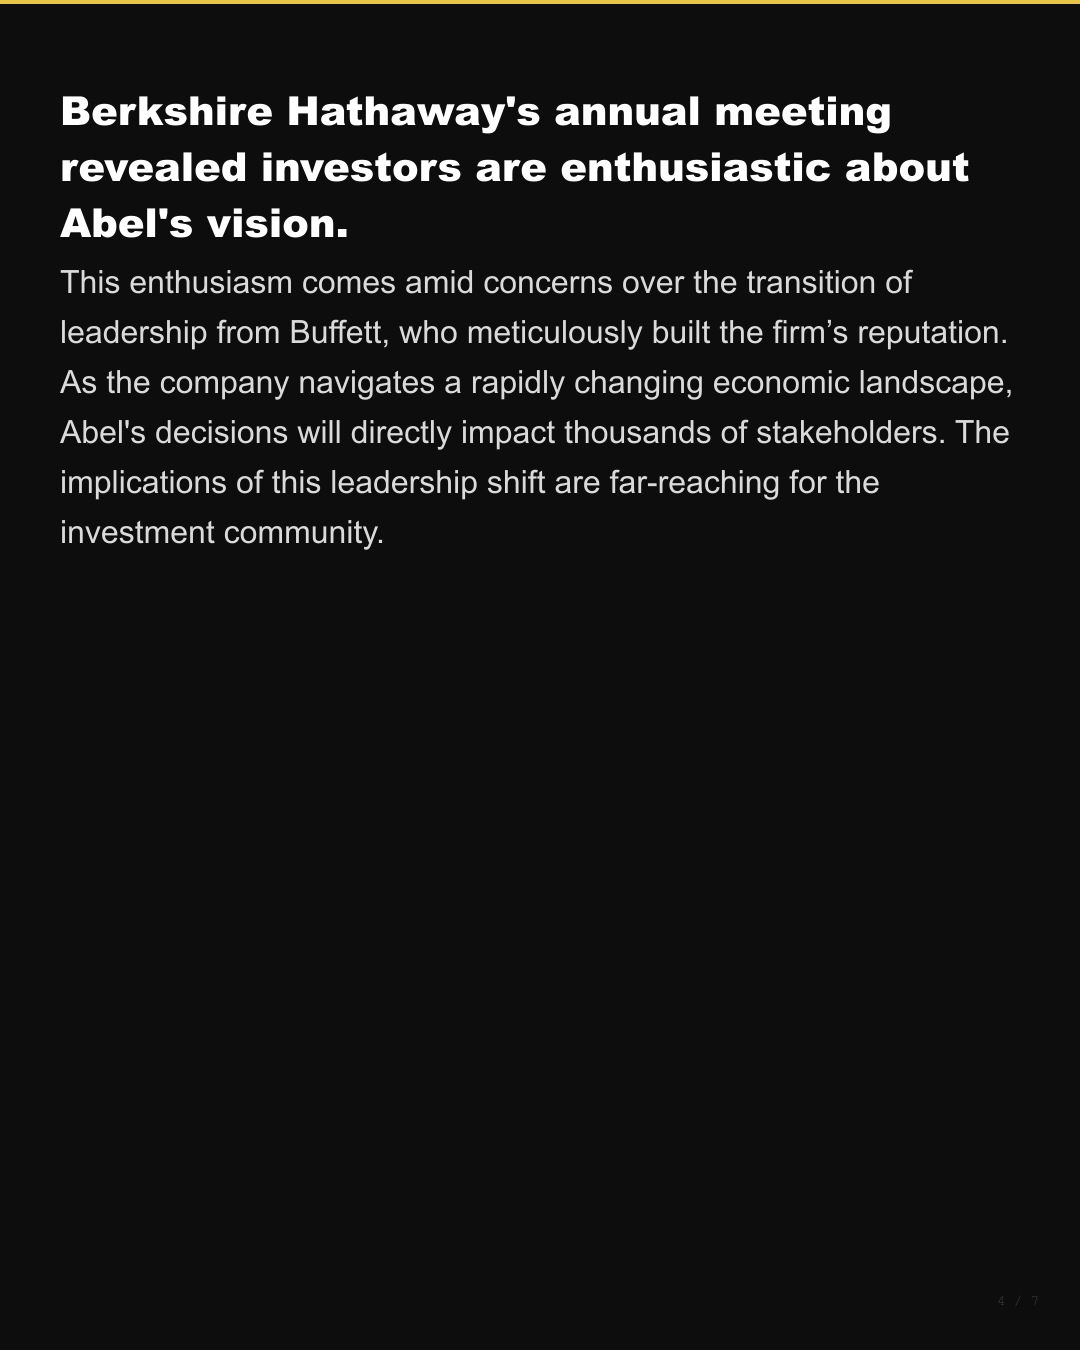 Berkshire Hathaway's annual meeting
revealed investors are enthusiastic about
Abel's vision.
This enthusiasm comes amid concerns over the transition of
leadership from Buffett, who meticulously built the firm’s reputation.
As the company navigates a rapidly changing economic landscape,
Abel's decisions will directly impact thousands of stakeholders. The
implications of this leadership shift are far-reaching for the
investment community.
4 / 7